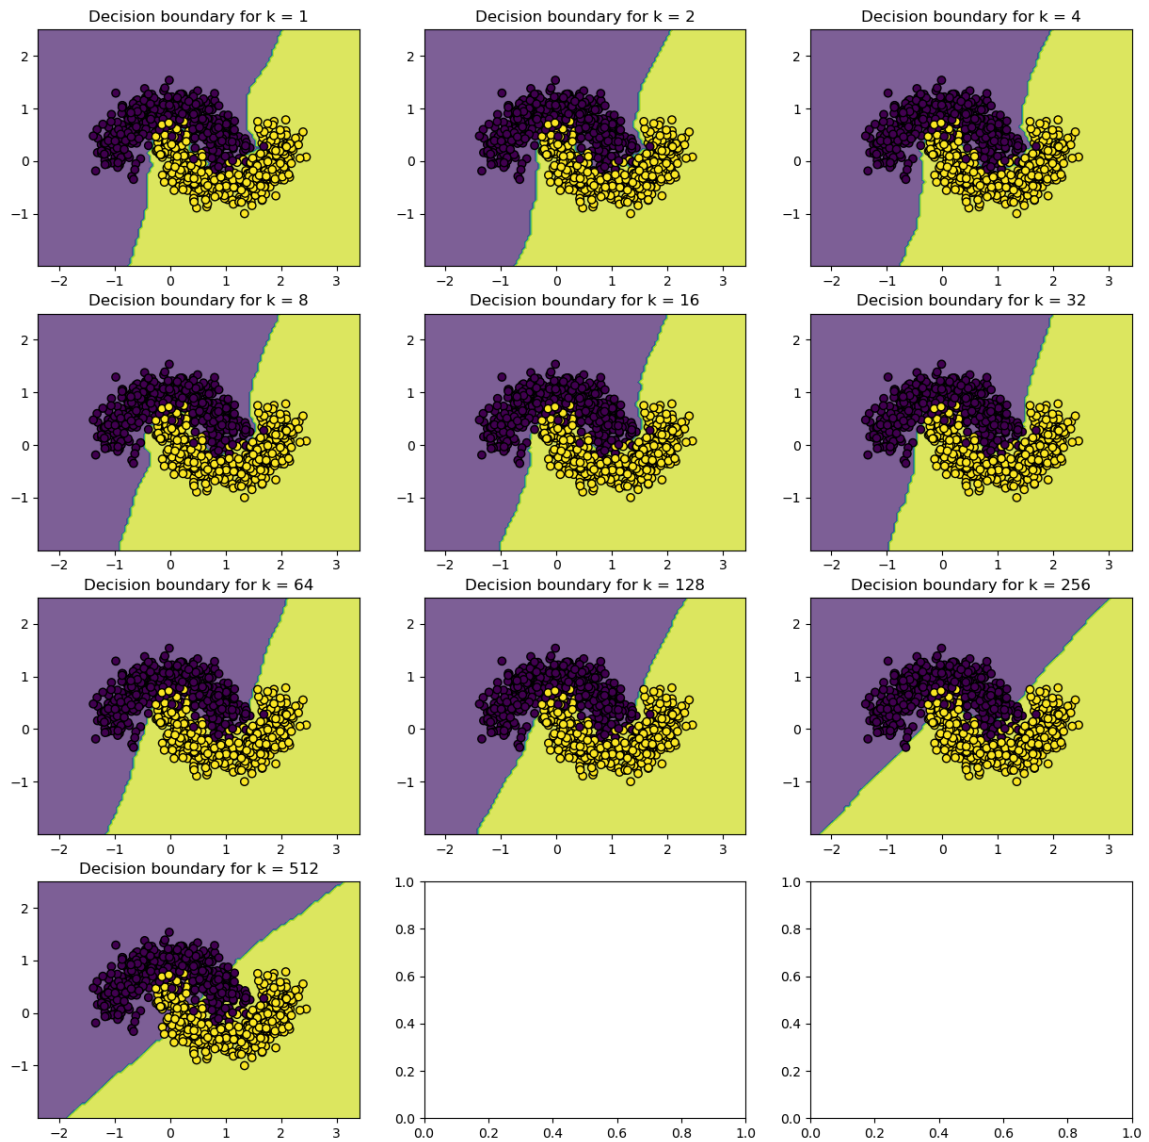 Decision boundary for k = 1
Decision boundary for k = 2
Decision boundary for k = 4
2
1
0
−1
−2 −1 0 1 2 3
2
1
0
−1
−2 −1 0 1 2 3
2
1
0
−1
−2 −1 0 1 2 3
Decision boundary for k = 8
Decision boundary for k = 16
Decision boundary for k = 32
2
1
0
−1
−2 −1 0 1 2 3
2
1
0
−1
−2 −1 0 1 2 3
2
1
0
−1
−2 −1 0 1 2 3
Decision boundary for k = 64
Decision boundary for k = 128
Decision boundary for k = 256
2
1
0
−1
−2 −1 0 1 2 3
2
1
0
−1
−2 −1 0 1 2 3
2
1
0
−1
−2 −1 0 1 2 3
Decision boundary for k = 512
2
1
0
−1
−2 −1 0 1 2 3
1.0
0.8
0.6
0.4
0.2
0.0
0.0 0.2 0.4 0.6 0.8 1.0
1.0
0.8
0.6
0.4
0.2
0.0
0.0 0.2 0.4 0.6 0.8 1.0